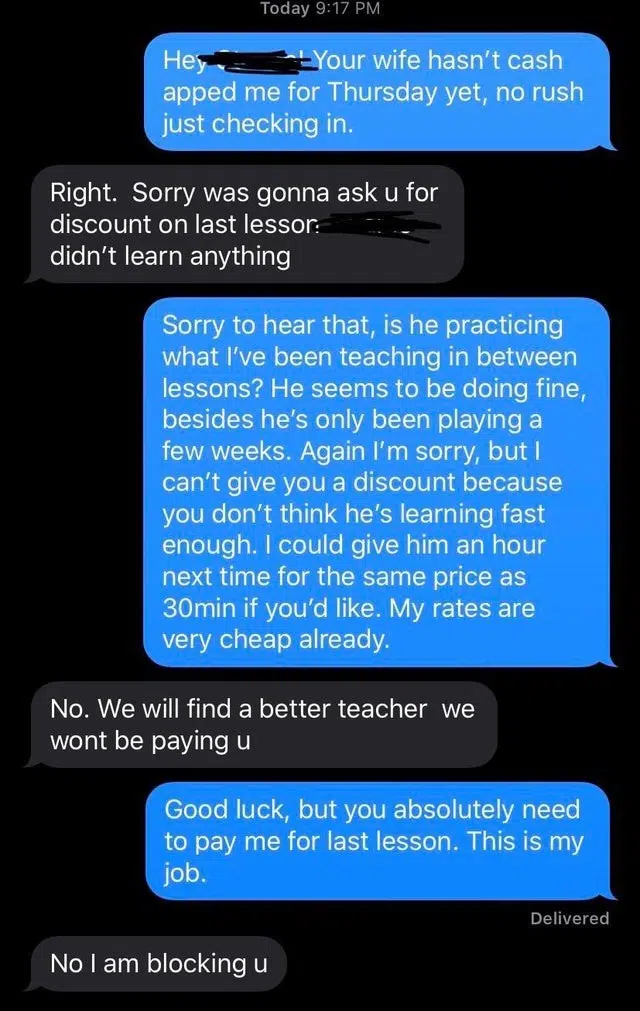 Today 9:17 PM
Hey Your wife hasn't cash
apped me for Thursday yet, no rush
just checking in.
Right.  Sorry was gonna ask u for
discount on last lesson
didn't learn anything
Sorry to hear that, is he practicing
what I've been teaching in between
lessons? He seems to be doing fine,
besides he's only been playing a
few weeks. Again I'm sorry, but I
can't give you a discount because
you don't think he's learning fast
enough. I could give him an hour
next time for the same price as
30min if you'd like. My rates are
very cheap already.
No. We will find a better teacher  we
wont be paying u
Good luck, but you absolutely need
to pay me for last lesson. This is my
job.
Delivered
No I am blocking u